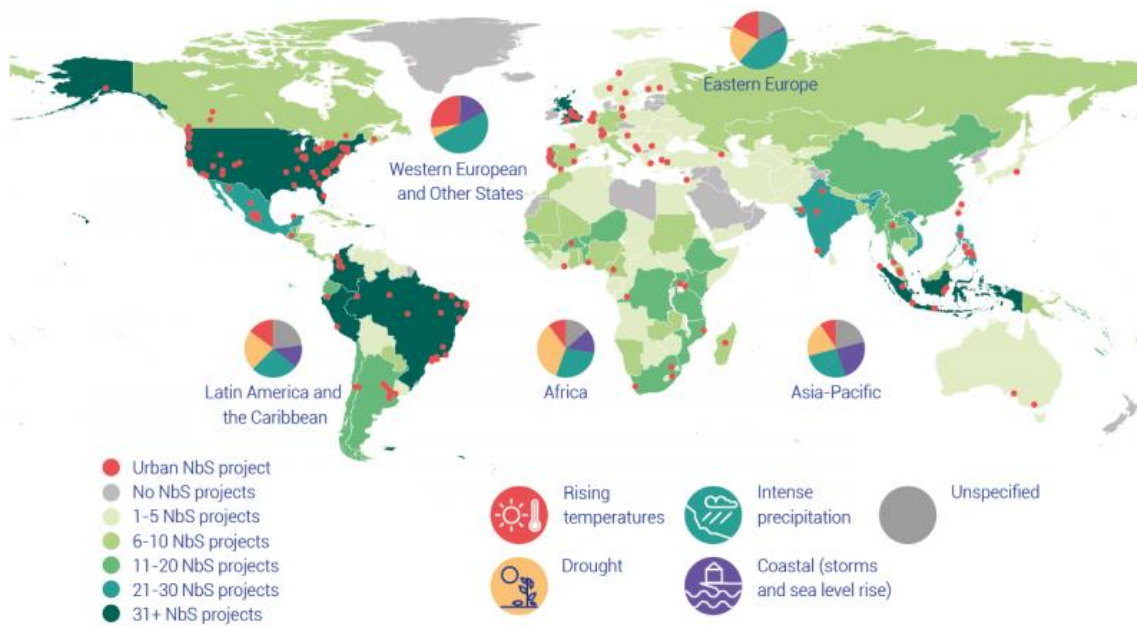 Eastern Europe
Western European
and Other States
Latin America and
the Caribbean
Africa
Asia-Pacific
Urban NbS project
No NbS projects
1-5 NbS projects
6-10 NbS projects
11-20 NbS projects
21-30 NbS projects
31+ NbS projects
Rising
temperatures
Intense
precipitation
Unspecified
Drought
Coastal (storms
and sea level rise)